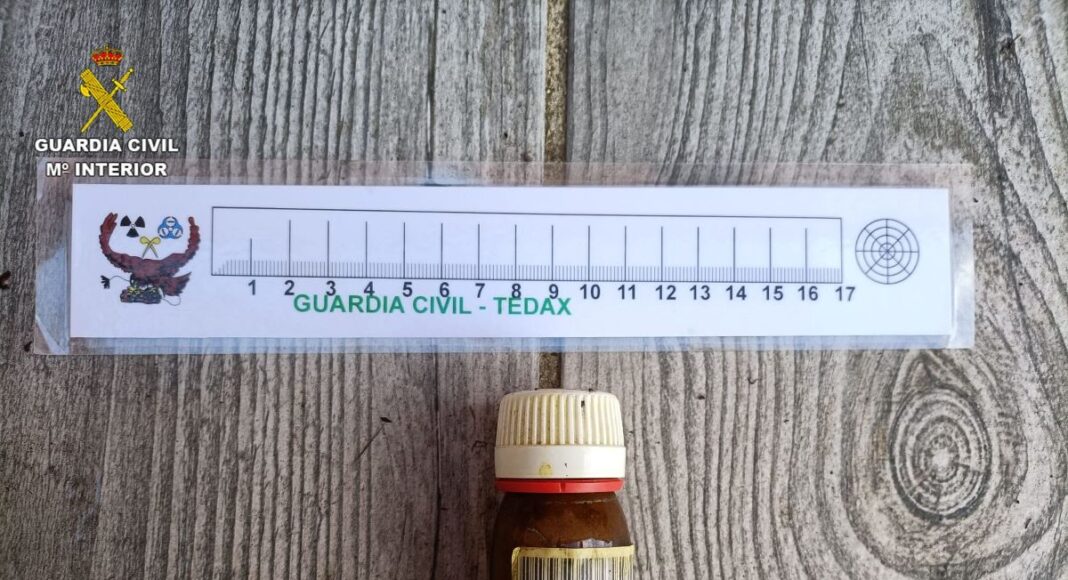 GUARDIA CIVIL
Mº INTERIOR
1 2 3 4 5 6 7 8 9 10 11 12 13 14 15 16 17
GUARDIA CIVIL - TEDAX